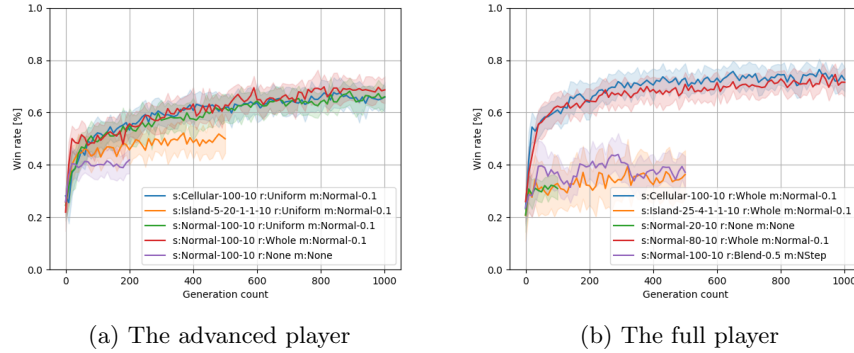 1.0
0.8
0.6
0.4
0.2
0.0
Win rate [%]
0 200 400 600 800 1000
Generation count
s:Cellular-100-10 r:Uniform m:Normal-0.1
s:Island-5-20-1-1-10 r:Uniform m:Normal-0.1
s:Normal-100-10 r:Uniform m:Normal-0.1
s:Normal-100-10 r:Whole m:Normal-0.1
s:Normal-100-10 r:None m:None
(a) The advanced player
1.0
0.8
0.6
0.4
0.2
0.0
Win rate [%]
0 200 400 600 800 1000
Generation count
s:Cellular-100-10 r:Whole m:Normal-0.1
s:Island-25-4-1-1-10 r:Whole m:Normal-0.1
s:Normal-20-10 r:None m:None
s:Normal-80-10 r:Whole m:Normal-0.1
s:Normal-100-10 r:Blend-0.5 m:NStep
(b) The full player